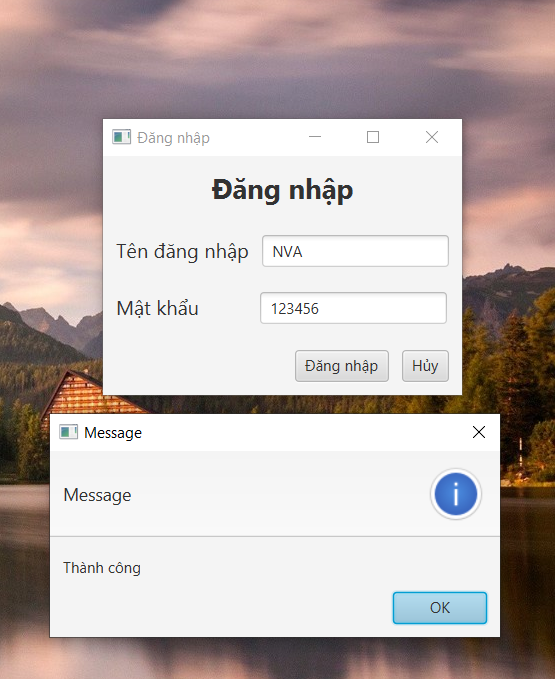 Đăng nhập
Đăng nhập
Tên đăng nhập NVA
Mật khẩu 123456
Đăng nhập Hủy
Message
Message
Thành công
OK